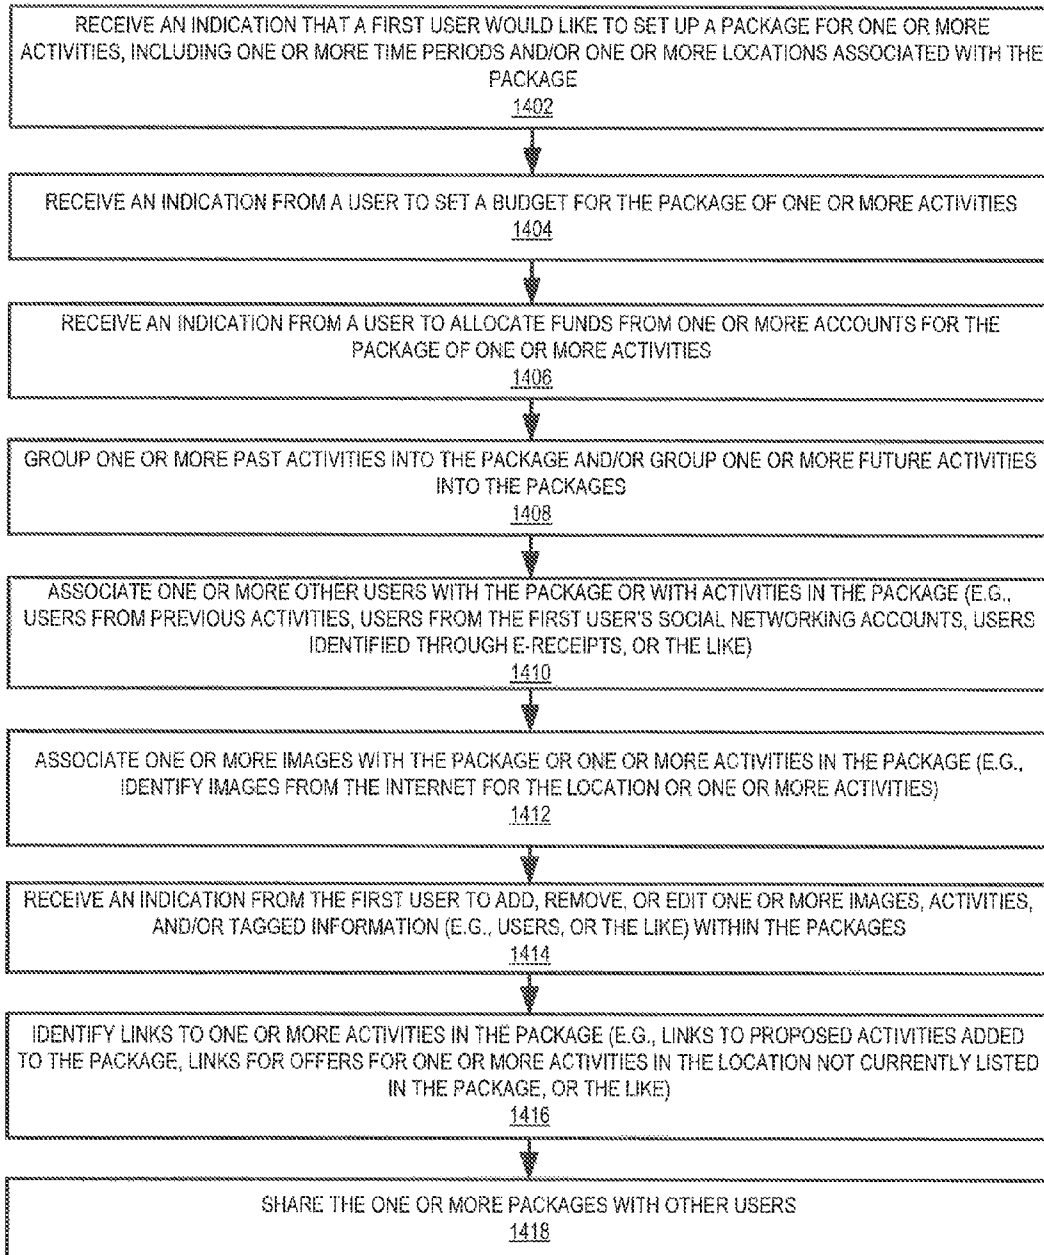 RECEIVE AN INDICATION THAT A FIRST USER WOULD LIKE TO SET UP A PACKAGE FOR ONE OR MORE
ACTIVITIES, INCLUDING ONE OR MORE TIME PERIODS AND/OR ONE OR MORE LOCATIONS ASSOCIATED WITH THE
PACKAGE
1402
RECEIVE AN INDICATION FROM A USER TO SET A BUDGET FOR THE PACKAGE OF ONE OR MORE ACTIVITIES
1404
RECEIVE AN INDICATION FROM A USER TO ALLOCATE FUNDS FROM ONE OR MORE ACCOUNTS FOR THE
PACKAGE OF ONE OR MORE ACTIVITIES
1406
GROUP ONE OR MORE PAST ACTIVITIES INTO THE PACKAGE AND/OR GROUP ONE OR MORE FUTURE ACTIVITIES
INTO THE PACKAGES
1408
ASSOCIATE ONE OR MORE OTHER USERS WITH THE PACKAGE OR WITH ACTIVITIES IN THE PACKAGE (E.G.,
USERS FROM PREVIOUS ACTIVITIES, USERS FROM THE FIRST USER'S SOCIAL NETWORKING ACCOUNTS, USERS
IDENTIFIED THROUGH E-RECEIPTS, OR THE LIKE)
1410
ASSOCIATE ONE OR MORE IMAGES WITH THE PACKAGE OR ONE OR MORE ACTIVITIES IN THE PACKAGE (E.G.,
IDENTIFY IMAGES FROM THE INTERNET FOR THE LOCATION OR ONE OR MORE ACTIVITIES)
1412
RECEIVE AN INDICATION FROM THE FIRST USER TO ADD, REMOVE, OR EDIT ONE OR MORE IMAGES, ACTIVITIES,
AND/OR TAGGED INFORMATION (E.G., USERS, OR THE LIKE) WITHIN THE PACKAGES
1414
IDENTIFY LINKS TO ONE OR MORE ACTIVITIES IN THE PACKAGE (E.G., LINKS TO PROPOSED ACTIVITIES ADDED
TO THE PACKAGE, LINKS FOR OFFERS FOR ONE OR MORE ACTIVITIES IN THE LOCATION NOT CURRENTLY LISTED
IN THE PACKAGE, OR THE LIKE)
1416
SHARE THE ONE OR MORE PACKAGES WITH OTHER USERS
1418